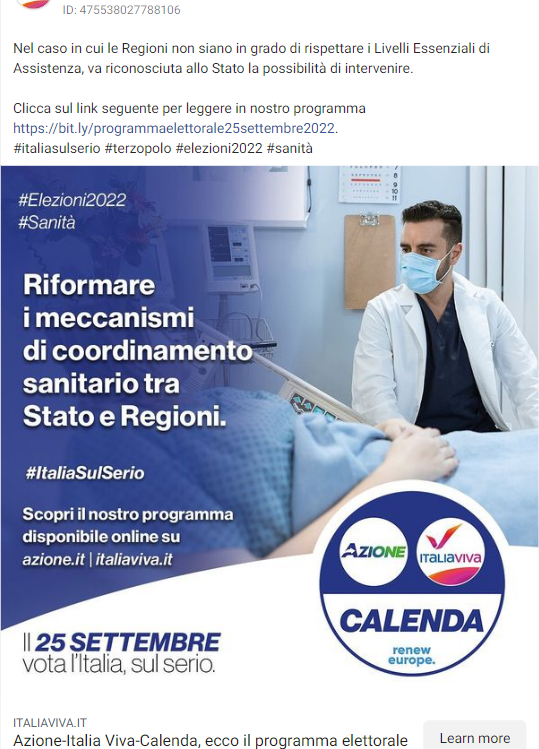 ID: 475538027788106
Nel caso in cui le Regioni non siano in grado di rispettare i Livelli Essenziali di
Assistenza, va riconosciuta allo Stato la possibilità di intervenire.
Clicca sul link seguente per leggere in nostro programma
https://bit.ly/programmaelettorale25settembre2022.
#italiasulserio #terzopolo #elezioni2022 #sanità
#Elezioni2022
#Sanità
Riformare
i meccanismi
di coordinamento
sanitario tra
Stato e Regioni.
#ItaliaSulSerio
Scopri il nostro programma
disponibile online su
azione.it | italiaviva.it
AZIONE
ITALIAVIVA
CALENDA
renew
europe.
Il 25 SETTEMBRE
vota l'Italia, sul serio.
ITALIAVIVA.IT
Azione-Italia Viva-Calenda, ecco il programma elettorale
Learn more